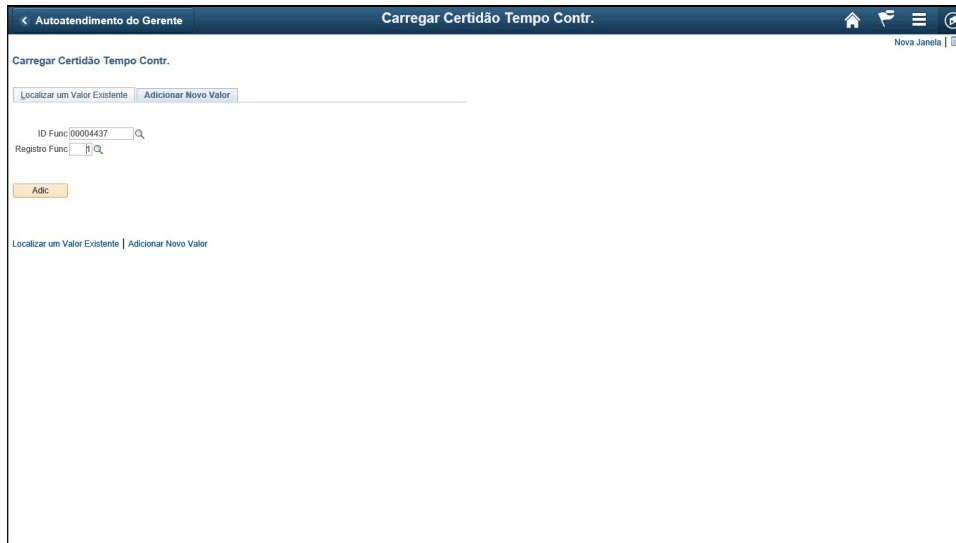 Autoatendimento do Gerente
Carregar Certidão Tempo Contr.
Nova Janela |
Carregar Certidão Tempo Contr.
Localizar um Valor Existente
Adicionar Novo Valor
ID Func 00004437
Registro Func 1
Adic
Localizar um Valor Existente | Adicionar Novo Valor